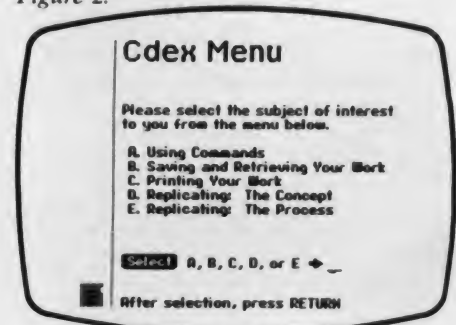 Figure 2.
Cdex Menu
Please select the subject of interest
to you from the menu below.
A. Using Commands
B. Saving and Retrieving Your Work
C. Printing Your Work
D. Replicating: The Concept
E. Replicating: The Process
Select A, B, C, D, or E ➔ _
After selection, press RETURN